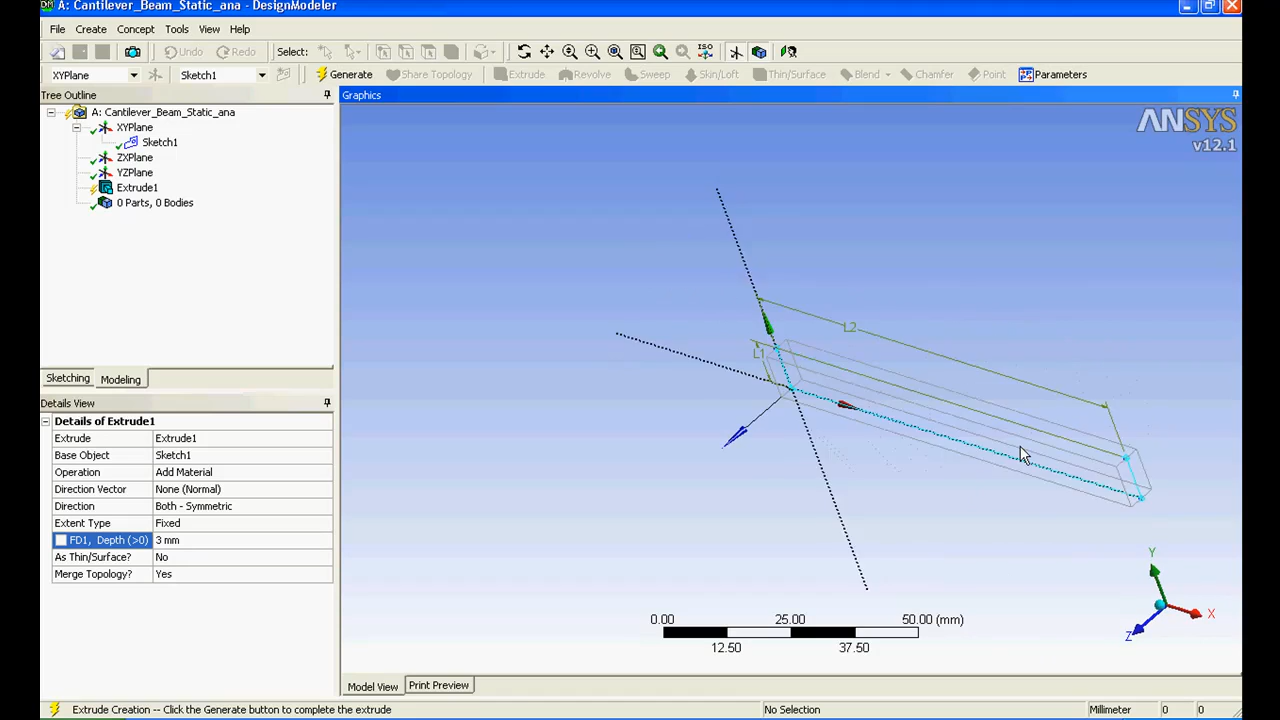 A: Cantilever_Beam_Static_ana - DesignModeler
File Create Concept Tools View Help
Undo Redo Select: ISO
XYPlane Sketch1 Generate Share Topology Extrude Revolve Sweep Skin/Loft Thin/Surface Blend Chamfer Point Parameters
Tree Outline
A: Cantilever_Beam_Static_ana
XYPlane
Sketch1
ZXPlane
YZPlane
Extrude1
0 Parts, 0 Bodies
Sketching Modeling
Details View
Details of Extrude1
Extrude Extrude1
Base Object Sketch1
Operation Add Material
Direction Vector None (Normal)
Direction Both - Symmetric
Extent Type Fixed
FD1, Depth (>0) 3 mm
As Thin/Surface? No
Merge Topology? Yes
Graphics
ANSYS
v12.1
L2
L1
Y
X
Z
0.00 25.00 50.00 (mm)
12.50 37.50
Model View Print Preview
Extrude Creation -- Click the Generate button to complete the extrude No Selection Millimeter 0 0